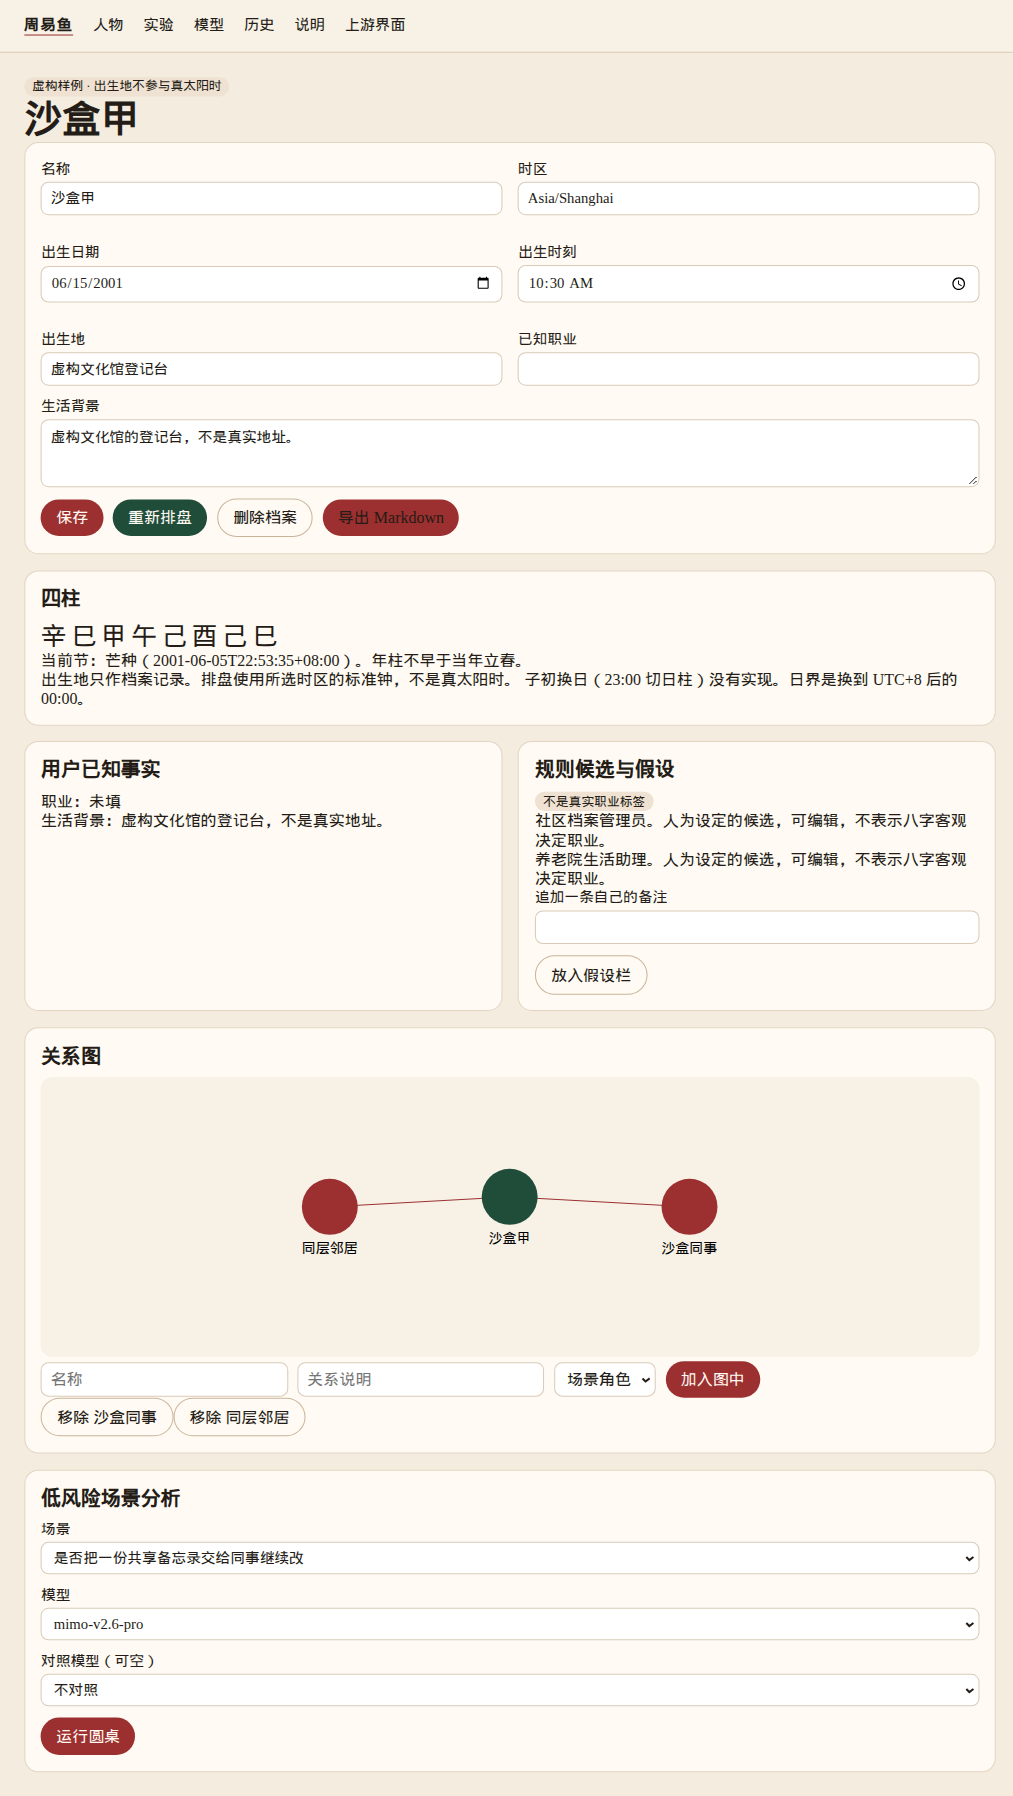 周易鱼 人物 实验 模型 历史 说明 上游界面
虚构样例 · 出生地不参与真太阳时
沙盒甲
名称 时区
沙盒甲 Asia/Shanghai
出生日期 出生时刻
06/15/2001 10:30 AM
出生地 已知职业
虚构文化馆登记台
生活背景
虚构文化馆的登记台，不是真实地址。
保存 重新排盘 删除档案 导出 Markdown
四柱
辛巳 甲午 己酉 己巳
当前节：芒种（2001-06-05T22:53:35+08:00）。年柱不早于当年立春。
出生地只作档案记录。排盘使用所选时区的标准钟，不是真太阳时。 子初换日（23:00 切日柱）没有实现。日界是换到 UTC+8 后的
00:00。
用户已知事实
职业：未填
生活背景：虚构文化馆的登记台，不是真实地址。
规则候选与假设
不是真实职业标签
社区档案管理员。人为设定的候选，可编辑，不表示八字客观
决定职业。
养老院生活助理。人为设定的候选，可编辑，不表示八字客观
决定职业。
追加一条自己的备注
放入假设栏
关系图
同层邻居 沙盒甲 沙盒同事
名称 关系说明 场景角色 加入图中
移除 沙盒同事 移除 同层邻居
低风险场景分析
场景
是否把一份共享备忘录交给同事继续改
模型
mimo-v2.6-pro
对照模型（可空）
不对照
运行圆桌